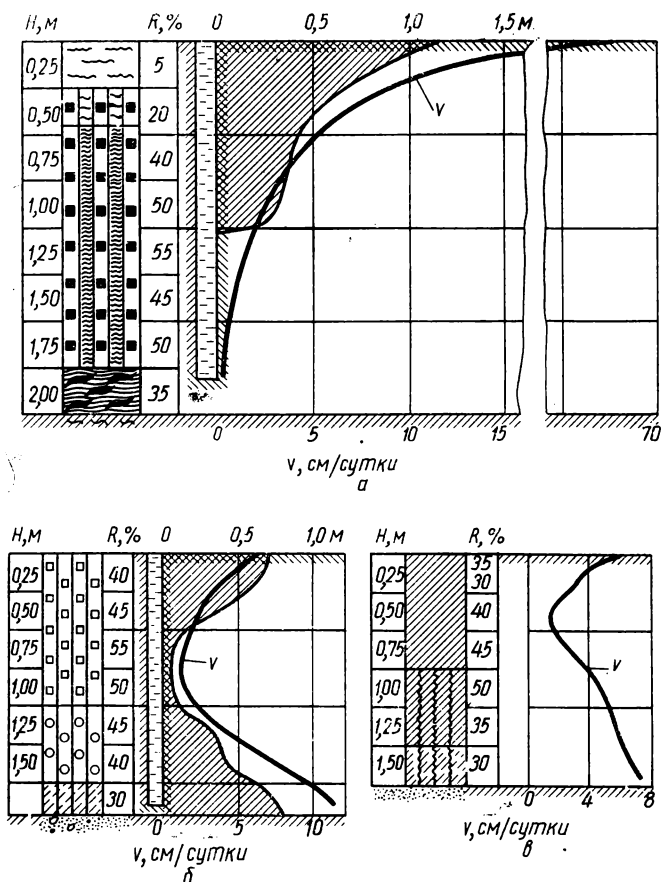 H, м R, % 0 0,5 1,0 1,5 м
0,25 5
0,50 20
0,75 40
1,00 50
1,25 55
1,50 45
1,75 50
2,00 35
v
0 5 10 15 70
v, см/сутки
а
H, м R, % 0 0,5 1,0 м
0,25 40
0,50 45
0,75 55
1,00 50
1,25 45
1,50 40
30
v
0 5 10
v, см/сутки
б
H, м R, %
0,25 35
30
0,50 40
0,75 45
1,00 50
1,25 35
1,50 30
v
0 4 8
v, см/сутки
в